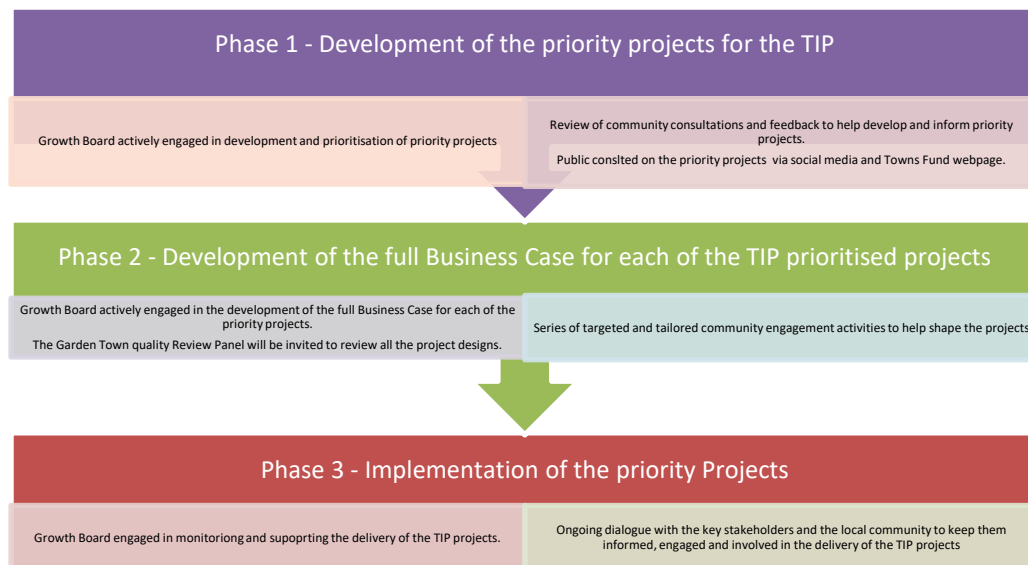 Phase 1 - Development of the priority projects for the TIP
Growth Board actively engaged in development and prioritisation of priority projects
Review of community consultations and feedback to help develop and inform priority
projects.
Public conslted on the priority projects via social media and Towns Fund webpage.
Phase 2 - Development of the full Business Case for each of the TIP prioritised projects
Growth Board actively engaged in the development of the full Business Case for each of the
priority projects.
The Garden Town quality Review Panel will be invited to review all the project designs.
Series of targeted and tailored community engagement activities to help shape the projects
Phase 3 - Implementation of the priority Projects
Growth Board engaged in monitoriong and supoprting the delivery of the TIP projects.
Ongoing dialogue with the key stakeholders and the local community to keep them
informed, engaged and involved in the delivery of the TIP projects